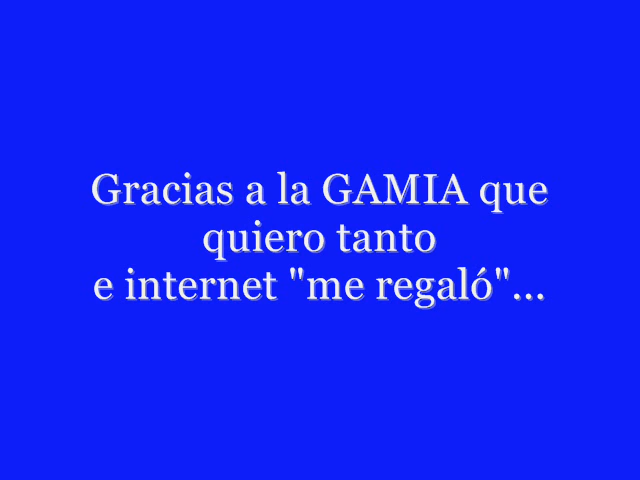 Gracias a la GAMIA que
quiero tanto
e internet "me regaló"...